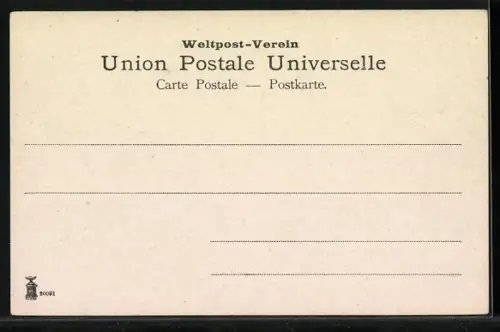 Weltpost-Verein
Union Postale Universelle
Carte Postale — Postkarte.